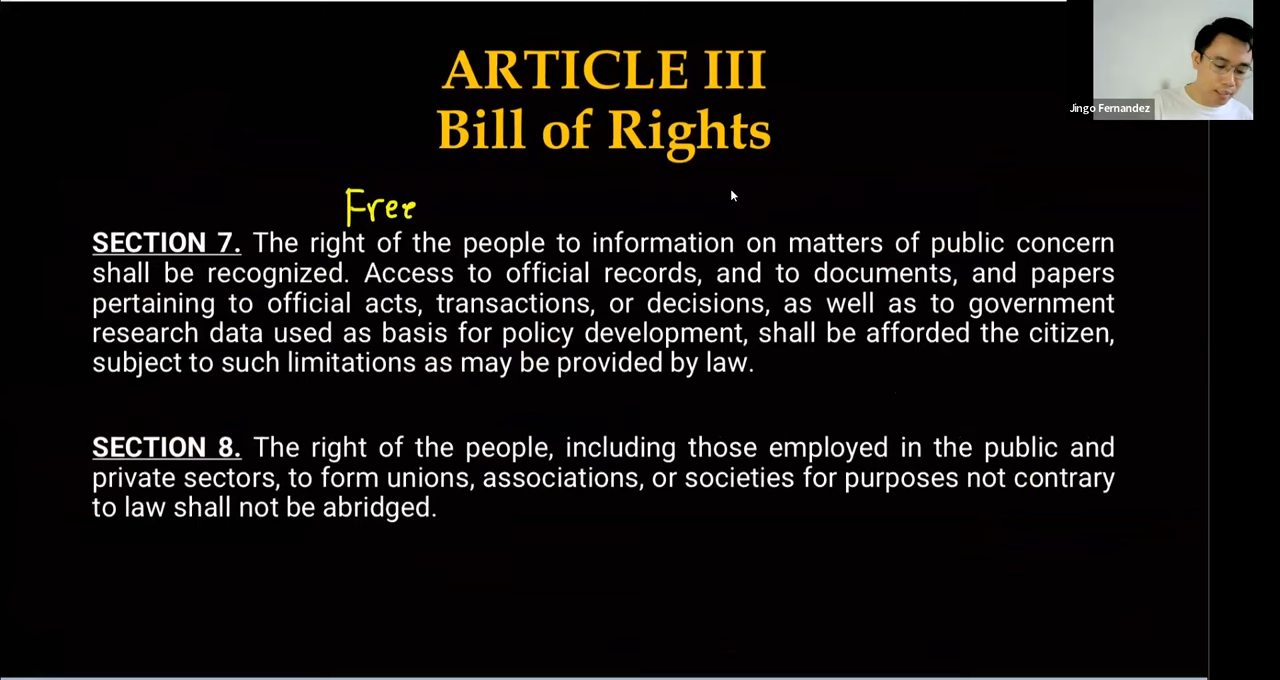 ARTICLE III
Bill of Rights
Jingo Fernandez
Free
SECTION 7. The right of the people to information on matters of public concern
shall be recognized. Access to official records, and to documents, and papers
pertaining to official acts, transactions, or decisions, as well as to government
research data used as basis for policy development, shall be afforded the citizen,
subject to such limitations as may be provided by law.
SECTION 8. The right of the people, including those employed in the public and
private sectors, to form unions, associations, or societies for purposes not contrary
to law shall not be abridged.